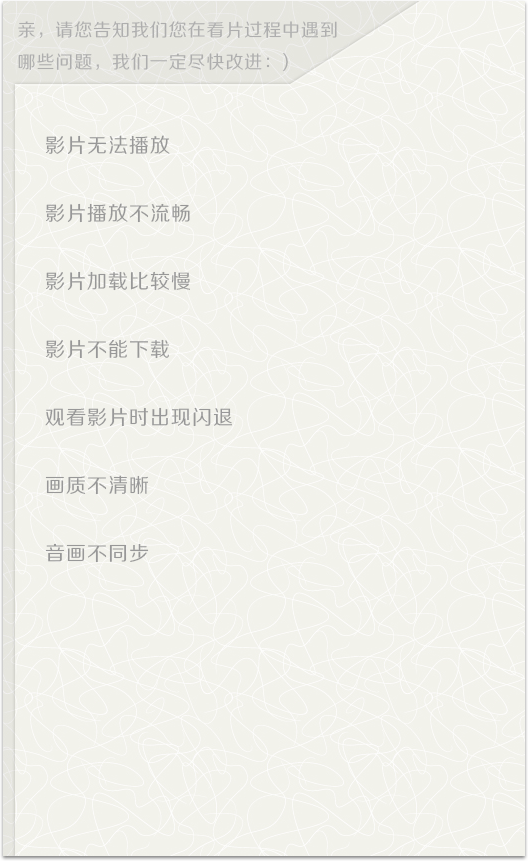 亲，请您告知我们您在看片过程中遇到
哪些问题，我们一定尽快改进：）
影片无法播放
影片播放不流畅
影片加载比较慢
影片不能下载
观看影片时出现闪退
画质不清晰
音画不同步